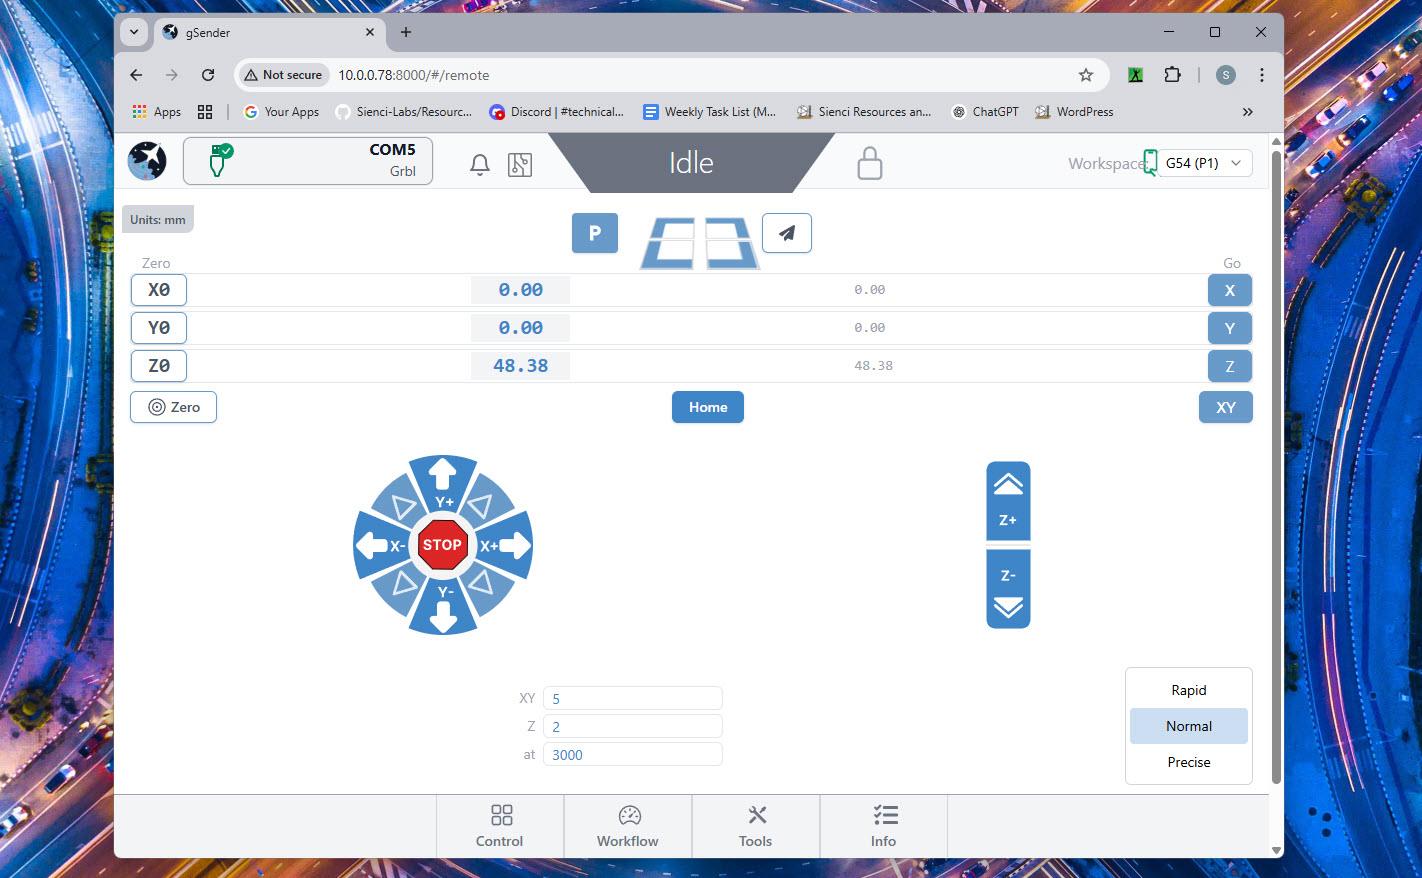 gSender
Not secure
10.0.0.78:8000/#/remote
S
Apps
Your Apps
Sienci-Labs/Resourc...
Discord | #technical...
Weekly Task List (M...
Sienci Resources an...
ChatGPT
WordPress
COM5
Grbl
Idle
Workspace:
G54 (P1)
Units: mm
P
Zero
Go
X0
0.00
0.00
X
Y0
0.00
0.00
Y
Z0
48.38
48.38
Z
Zero
Home
XY
Y+
X-
STOP
X+
Y-
Z+
Z-
XY
5
Z
2
at
3000
Rapid
Normal
Precise
Control
Workflow
Tools
Info